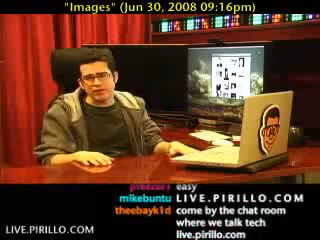 "Images" (Jun 30, 2008 09:16pm)
easy
mikebuntu LIVE.PIRILLO.COM
theebayk1d come by the chat room
where we talk tech
live.pirillo.com
LIVE.PIRILLO.COM